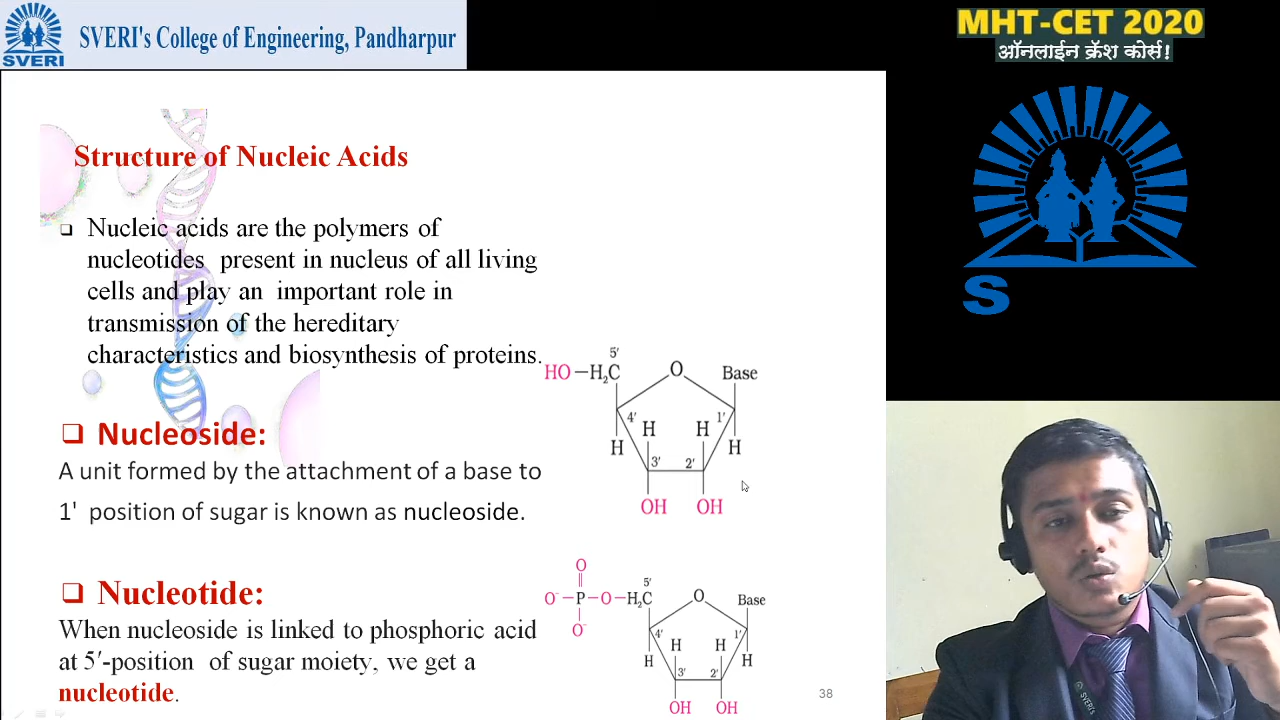 SVERI
SVERI's College of Engineering, Pandharpur
MHT-CET 2020
ऑनलाईन क्रॅश कोर्स!
S
Structure of Nucleic Acids
Nucleic acids are the polymers of
nucleotides present in nucleus of all living
cells and play an important role in
transmission of the hereditary
characteristics and biosynthesis of proteins.
5′
HO–H₂C O Base
4′ H H 1′
H 3′ 2′ H
OH OH
Nucleoside:
A unit formed by the attachment of a base to
1' position of sugar is known as nucleoside.
Nucleotide:
When nucleoside is linked to phosphoric acid
at 5′-position of sugar moiety, we get a
nucleotide.
O 5′
O⁻–P–O–H₂C O Base
O⁻ 4′ H H 1′
H 3′ 2′ H
OH OH
38
SVERI's